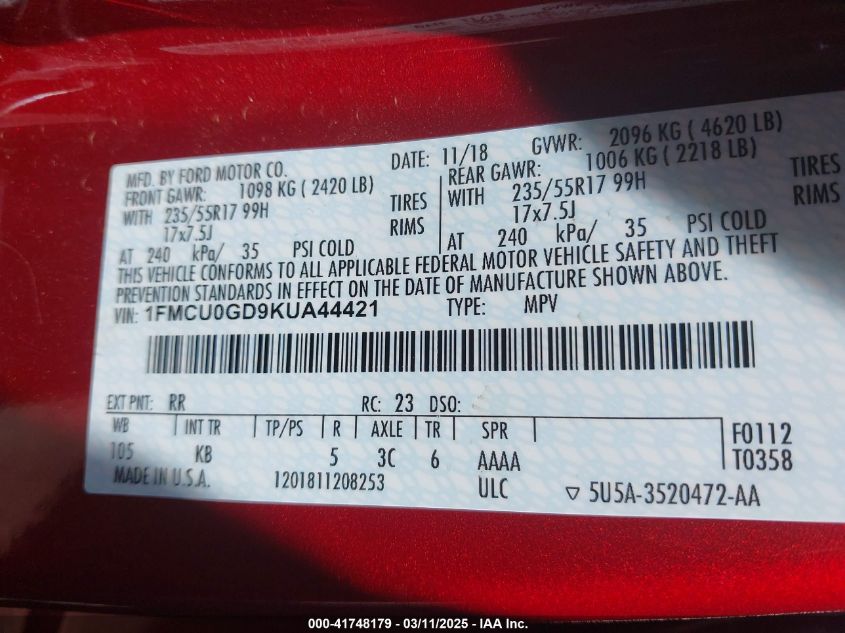 MFD. BY FORD MOTOR CO. DATE: 11/18 GVWR: 2096 KG ( 4620 LB)
FRONT GAWR: 1098 KG ( 2420 LB) REAR GAWR: 1006 KG ( 2218 LB)
WITH 235/55R17 99H TIRES WITH 235/55R17 99H TIRES
17x7.5J RIMS 17x7.5J RIMS
AT 240 kPa/ 35 PSI COLD AT 240 kPa/ 35 PSI COLD
THIS VEHICLE CONFORMS TO ALL APPLICABLE FEDERAL MOTOR VEHICLE SAFETY AND THEFT
PREVENTION STANDARDS IN EFFECT ON THE DATE OF MANUFACTURE SHOWN ABOVE.
VIN: 1FMCU0GD9KUA44421 TYPE: MPV
EXT PNT: RR RC: 23 DSO:
WB INT TR TP/PS R AXLE TR SPR F0112
105 KB 5 3C 6 AAAA T0358
MADE IN U.S.A. 1201811208253 ULC 5U5A-3520472-AA
000-41748179 - 03/11/2025 - IAA Inc.